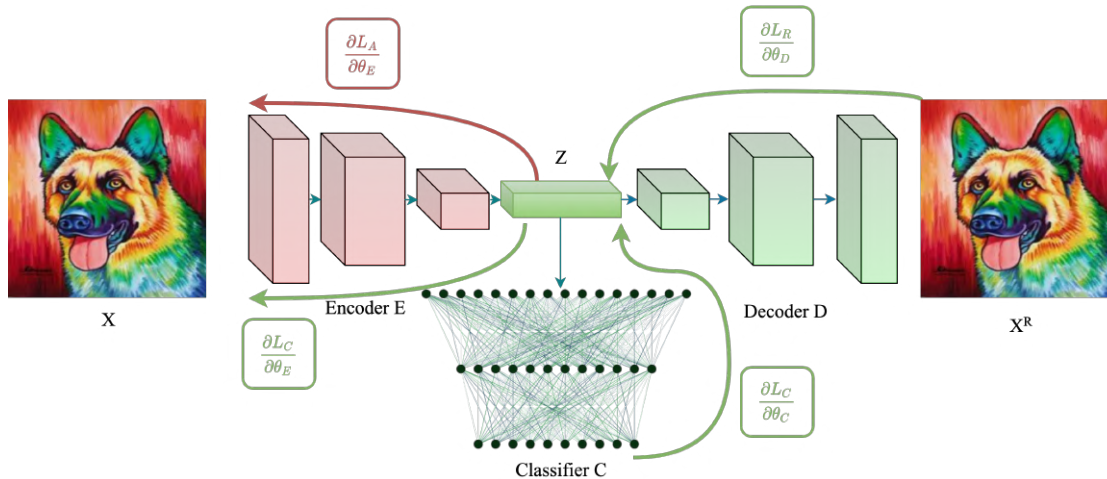 ∂L_A
∂θ_E
∂L_R
∂θ_D
Z
X
Encoder E
Decoder D
X^R
∂L_C
∂θ_E
∂L_C
∂θ_C
Classifier C